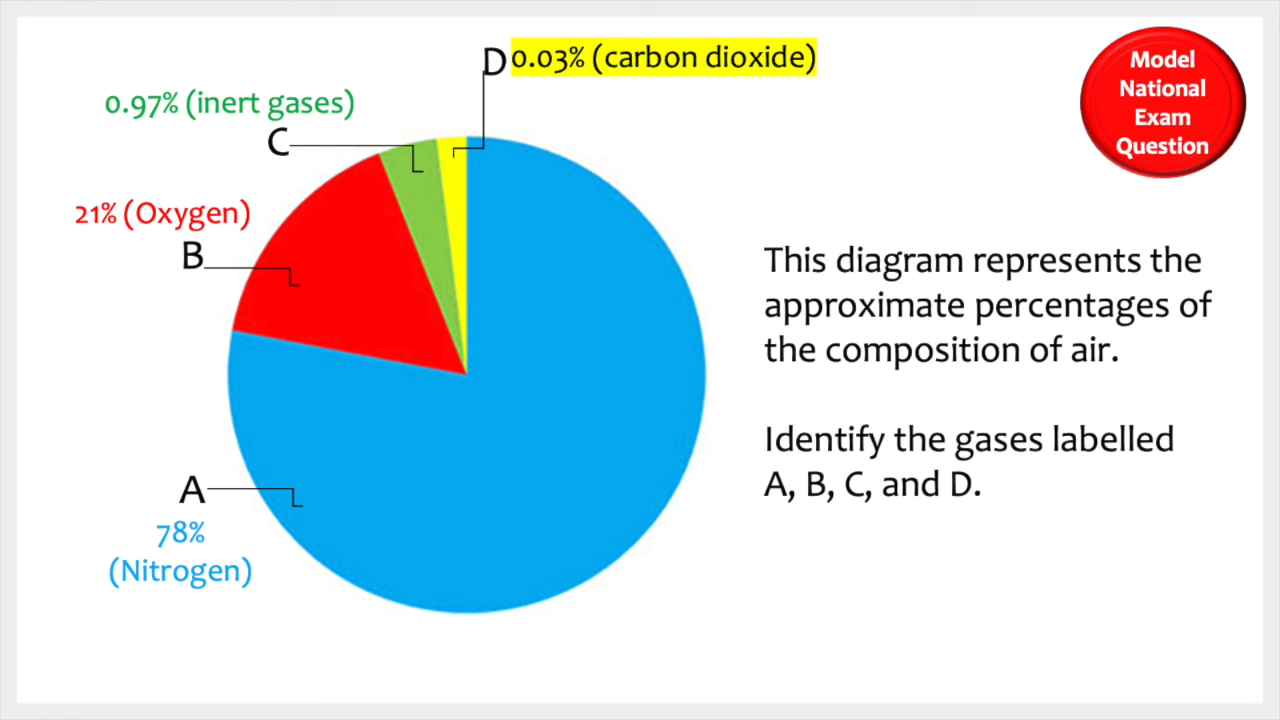 D 0.03% (carbon dioxide)
0.97% (inert gases)
C
21% (Oxygen)
B
A
78%
(Nitrogen)
This diagram represents the
approximate percentages of
the composition of air.
Identify the gases labelled
A, B, C, and D.
Model
National
Exam
Question